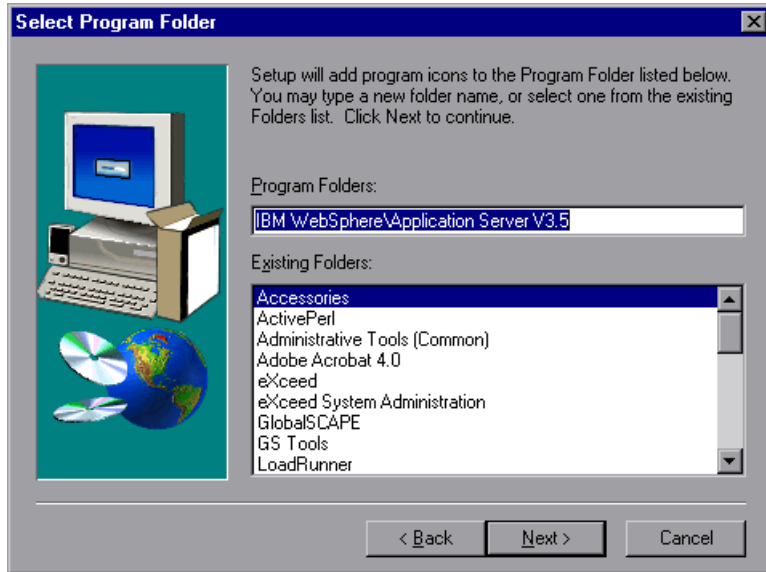 Select Program Folder
Setup will add program icons to the Program Folder listed below.
You may type a new folder name, or select one from the existing
Folders list. Click Next to continue.
Program Folders:
IBM WebSphere\Application Server V3.5
Existing Folders:
Accessories
ActivePerl
Administrative Tools (Common)
Adobe Acrobat 4.0
eXceed
eXceed System Administration
GlobalSCAPE
GS Tools
LoadRunner
< Back
Next >
Cancel